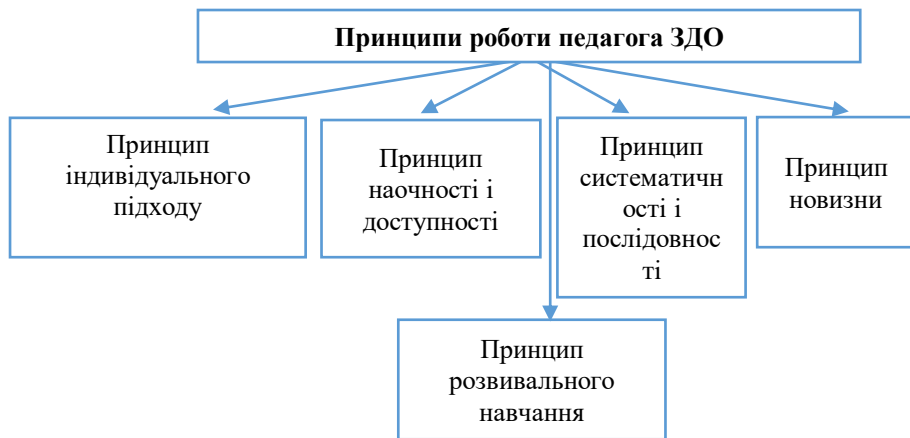 Принципи роботи педагога ЗДО
Принцип
індивідуального
підходу
Принцип
наочності і
доступності
Принцип
систематичн
ості і
послідовнос
ті
Принцип
новизни
Принцип
розвивального
навчання